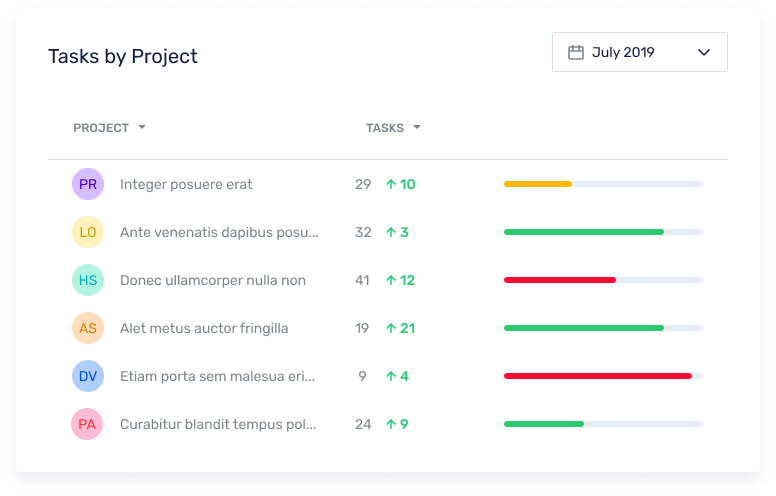 Tasks by Project
July 2019
PROJECT TASKS
PR Integer posuere erat 29 10
LO Ante venenatis dapibus posu... 32 3
HS Donec ullamcorper nulla non 41 12
AS Alet metus auctor fringilla 19 21
DV Etiam porta sem malesua eri... 9 4
PA Curabitur blandit tempus pol... 24 9